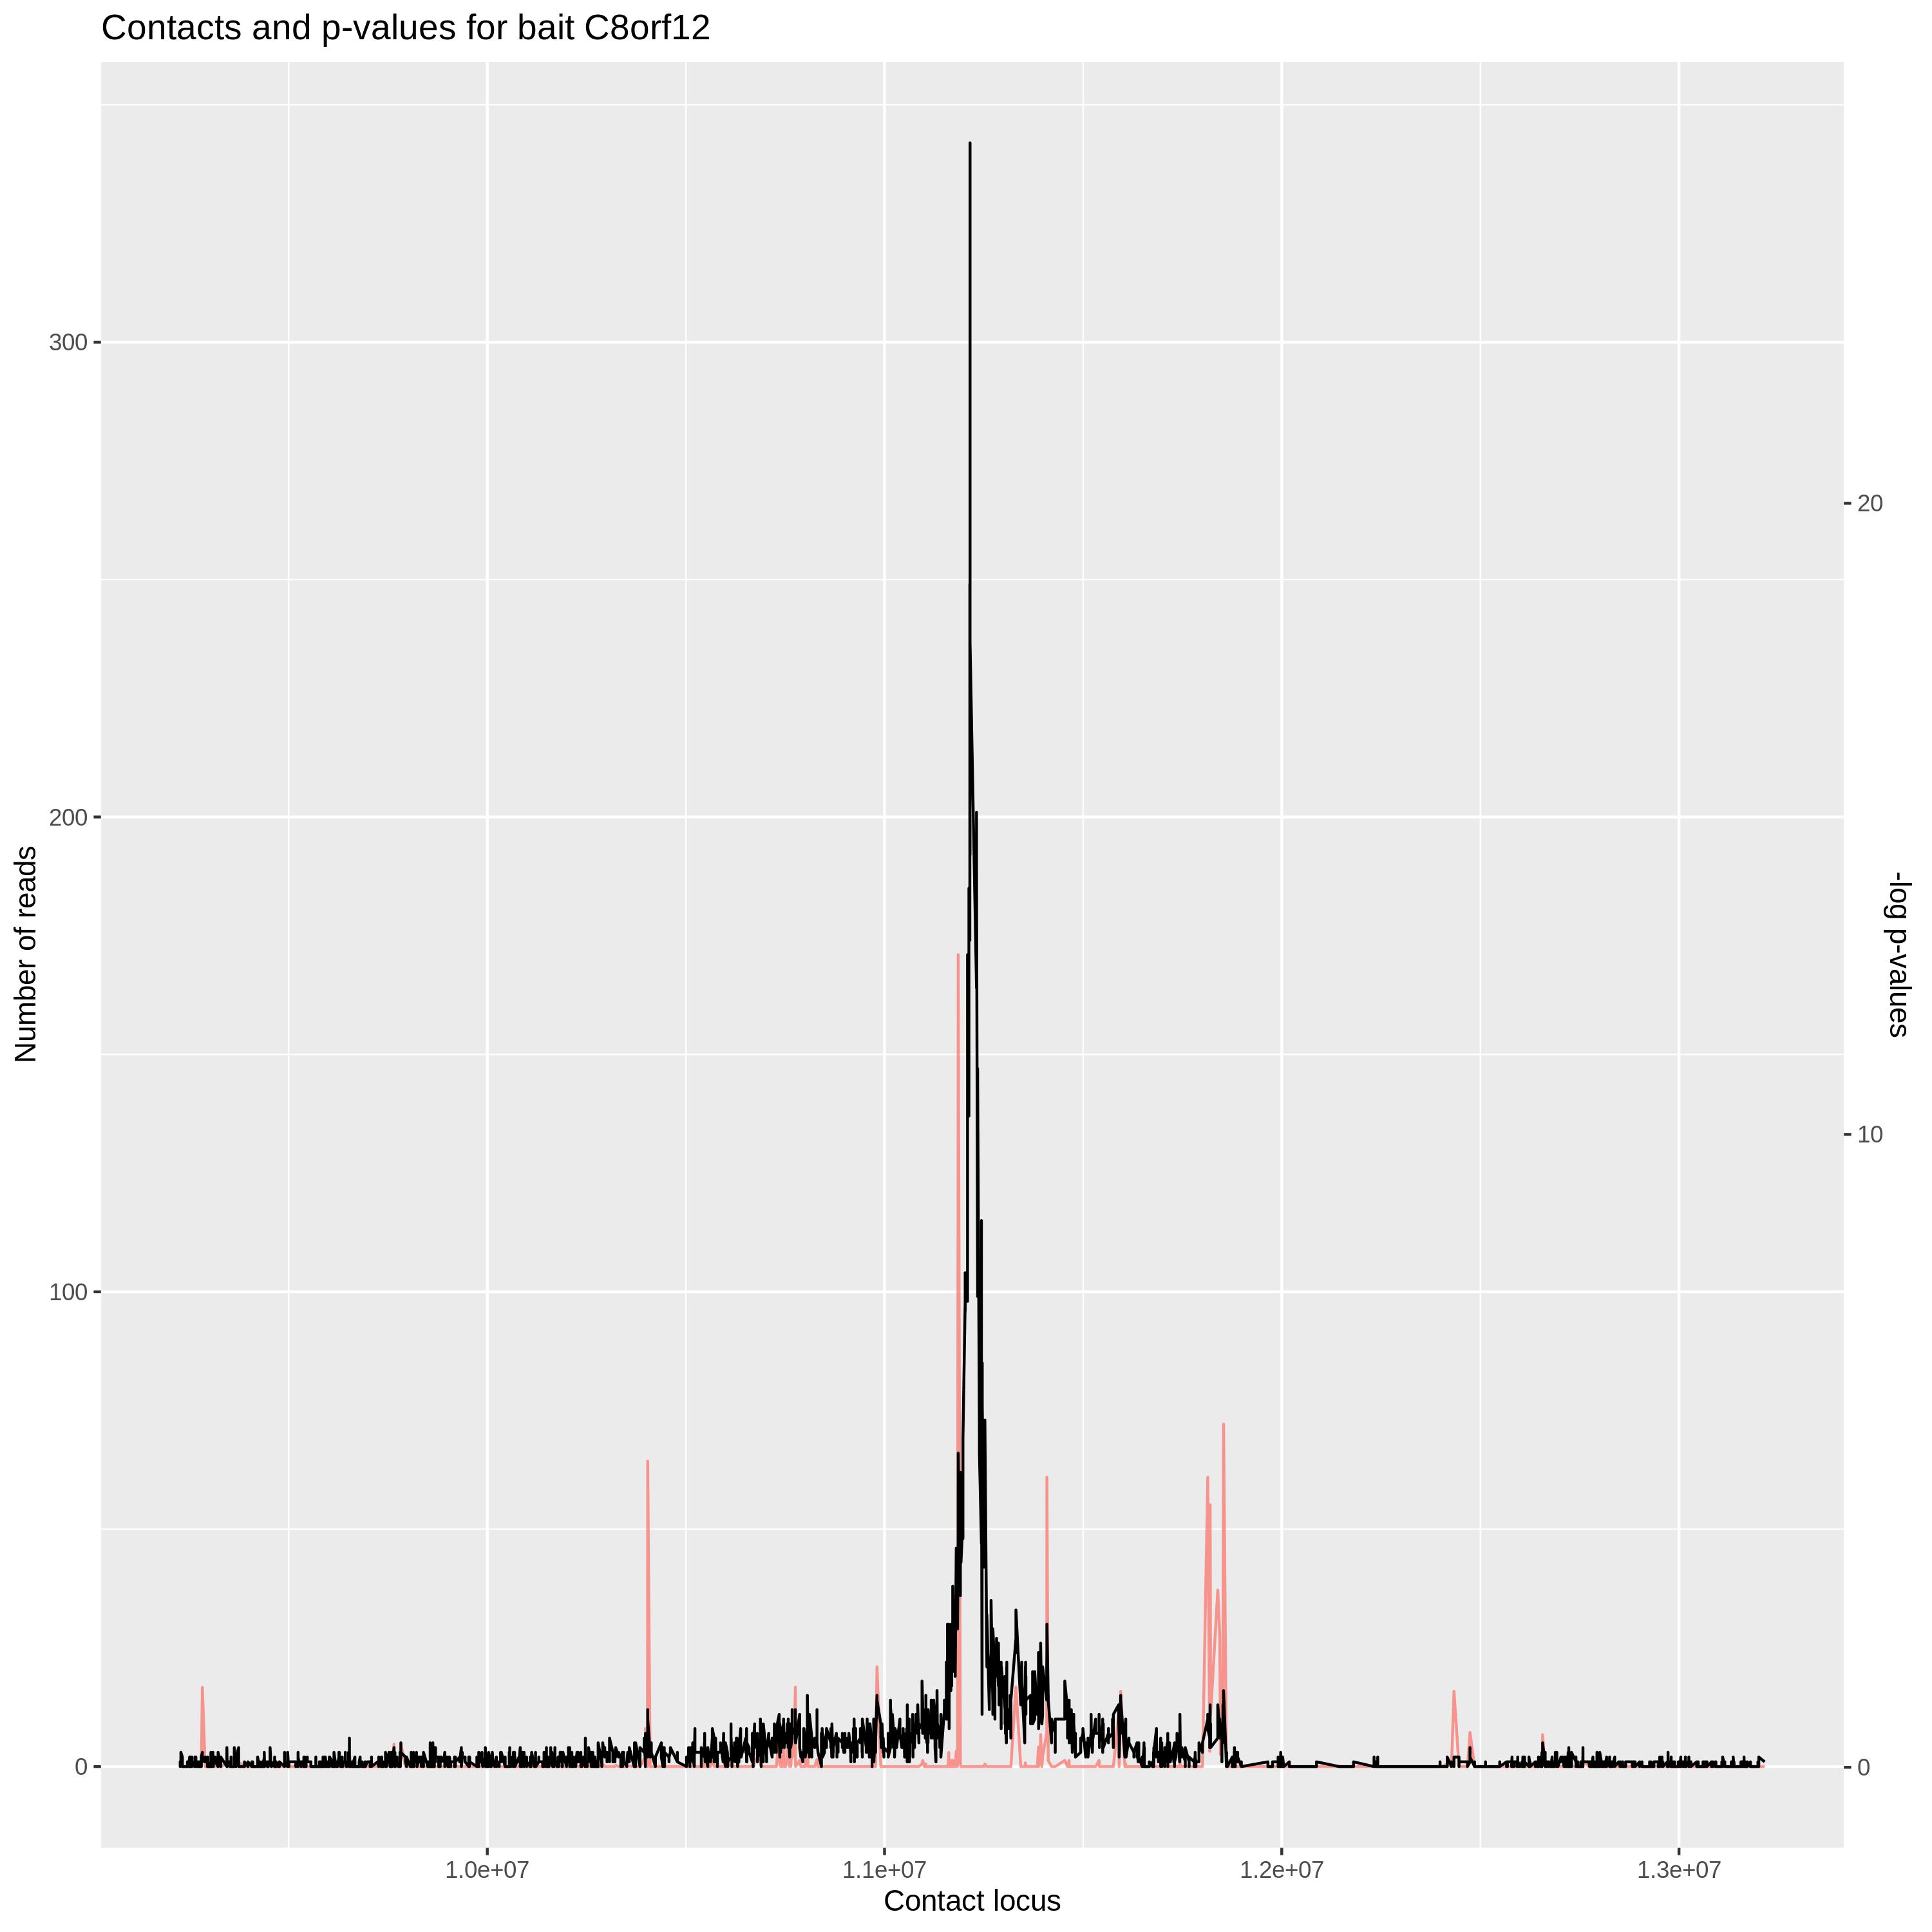 Contacts and p-values for bait C8orf12
300
200
100
0
Number of reads
20
10
0
-log p-values
1.0e+07
1.1e+07
1.2e+07
1.3e+07
Contact locus